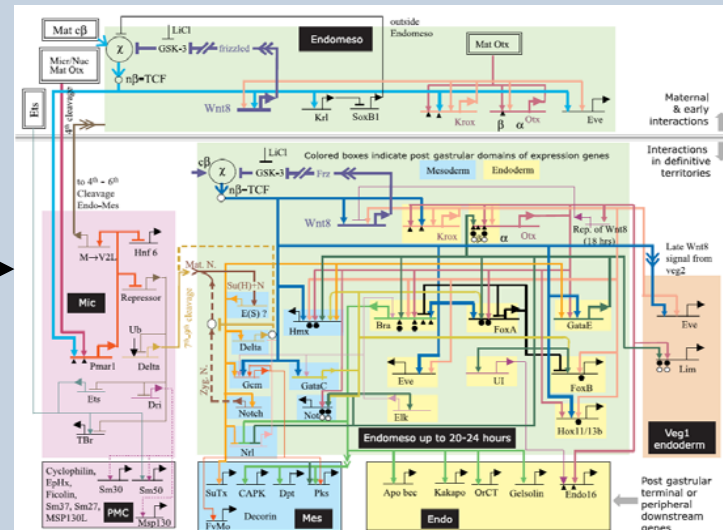 Mat cβ
LiCl
GSK-3
frizzled
Endomeso
outside
Endomeso
Mat Otx
χ
Micr/Nuc
Mat Otx
nβ-TCF
Ets
4th cleavage
Wnt8
Krl
SoxB1
Krox
β α Otx
Eve
Maternal
& early
interactions
Interactions
in definitive
territories
to 4th – 6th
Cleavage
Endo-Mes
cβ
χ
LiCl
GSK-3
Frz
nβ-TCF
Colored boxes indicate post gastrular domains of expression genes
Mesoderm
Endoderm
Wnt8
Krox
α
Otx
Rep. of Wnt8
(18 hrs)
Late Wnt8
signal from
veg2
M→V2L
Hnf 6
Mic
Repressor
Ub
Pmar1
Delta
Ets
Dri
TBr
7th-9th cleavage
Mat. N.
Su(H)-N
E(S) ?
Zyg. N.
Delta
Gcm
Notch
Nrl
Hmx
GataC
Not
Bra
FoxA
GataE
Eve
UI
FoxB
Elk
Hox11/13b
Eve
Lim
Veg1
endoderm
Endomeso up to 20-24 hours
Cyclophilin,
EpHx,
Ficolin,
Sm37, Sm27,
MSP130L
PMC
Sm30
Sm50
Msp130
SuTx
CAPK
Dpt
Pks
FvMo
Decorin
Mes
Apo bec
Kakapo
OrCT
Gelsolin
Endo16
Endo
Post gastrular
terminal or
peripheral
downstream
genes